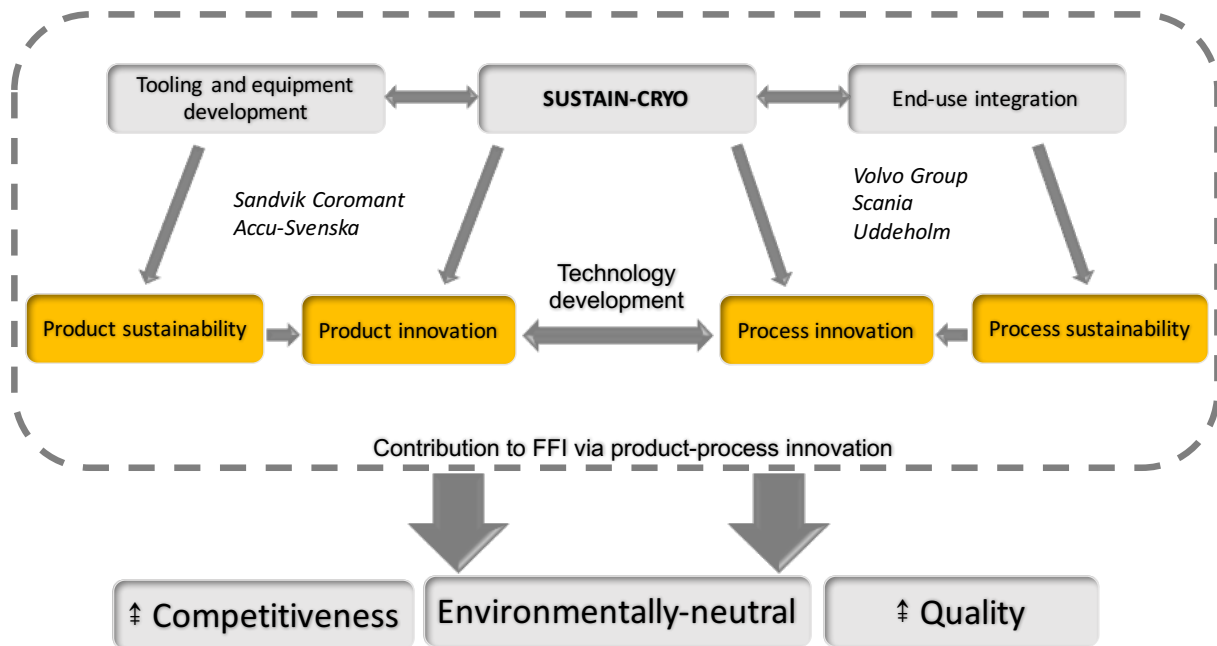 Tooling and equipment
development
SUSTAIN-CRYO
End-use integration
Sandvik Coromant
Accu-Svenska
Volvo Group
Scania
Uddeholm
Technology
development
Product sustainability
Product innovation
Process innovation
Process sustainability
Contribution to FFI via product-process innovation
⇞ Competitiveness
Environmentally-neutral
⇞ Quality